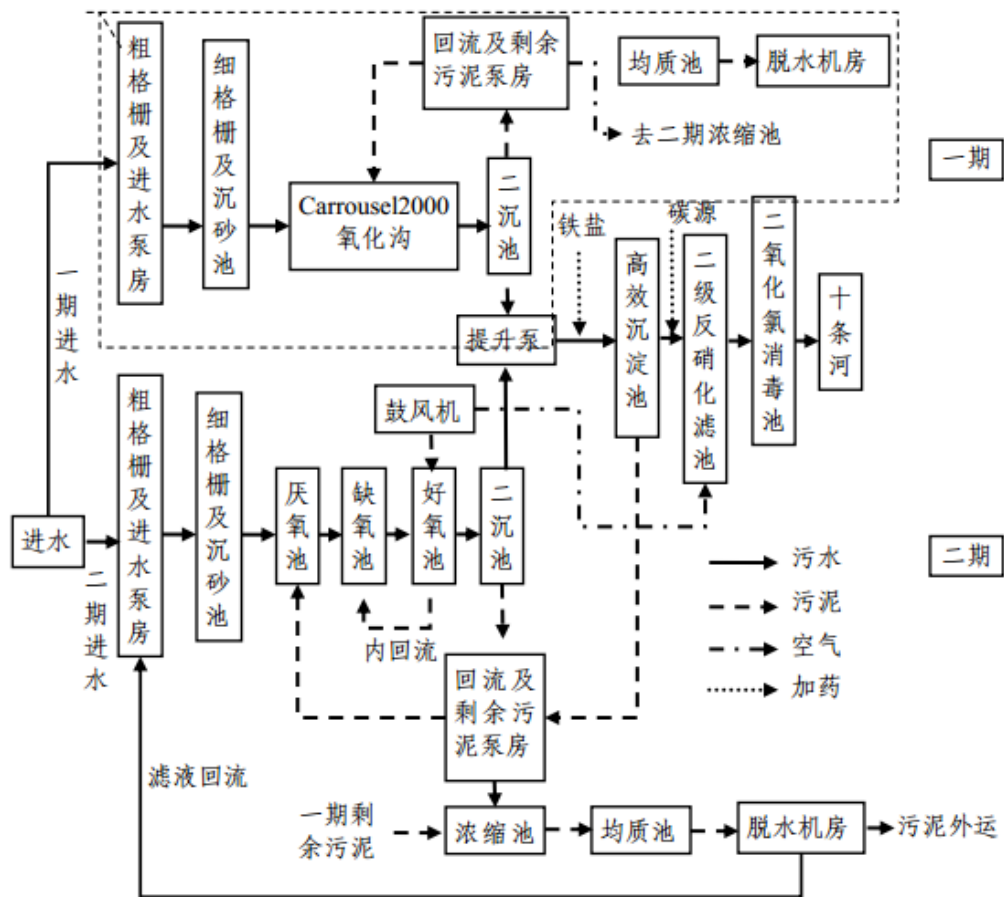 粗格栅及进水泵房
细格栅及沉砂池
回流及剩余
污泥泵房
均质池
脱水机房
去二期浓缩池
一期
Carrousel2000
氧化沟
二沉池
铁盐
碳源
高效沉淀池
二级反硝化滤池
二氧化氯消毒池
十条河
一期进水
提升泵
粗格栅及进水泵房
细格栅及沉砂池
鼓风机
厌氧池
缺氧池
好氧池
二沉池
进水
二期进水
内回流
污水
污泥
空气
加药
二期
回流及
剩余污
泥泵房
滤液回流
一期剩
余污泥
浓缩池
均质池
脱水机房
污泥外运